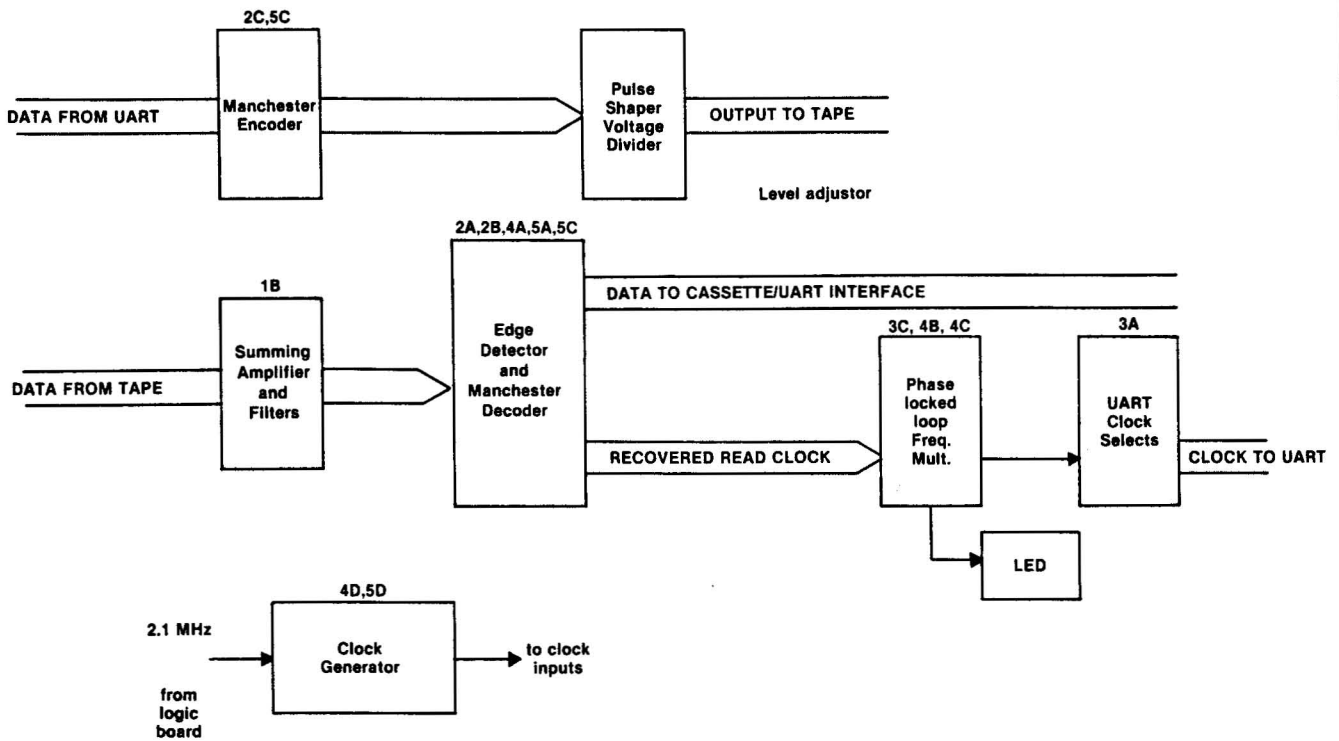 2C,5C
DATA FROM UART
Manchester
Encoder
Pulse
Shaper
Voltage
Divider
OUTPUT TO TAPE
Level adjustor
2A,2B,4A,5A,5C
1B
DATA FROM TAPE
Summing
Amplifier
and
Filters
Edge
Detector
and
Manchester
Decoder
DATA TO CASSETTE/UART INTERFACE
RECOVERED READ CLOCK
3C, 4B, 4C
Phase
locked
loop
Freq.
Mult.
3A
UART
Clock
Selects
CLOCK TO UART
LED
4D,5D
2.1 MHz
from
logic
board
Clock
Generator
to clock
inputs